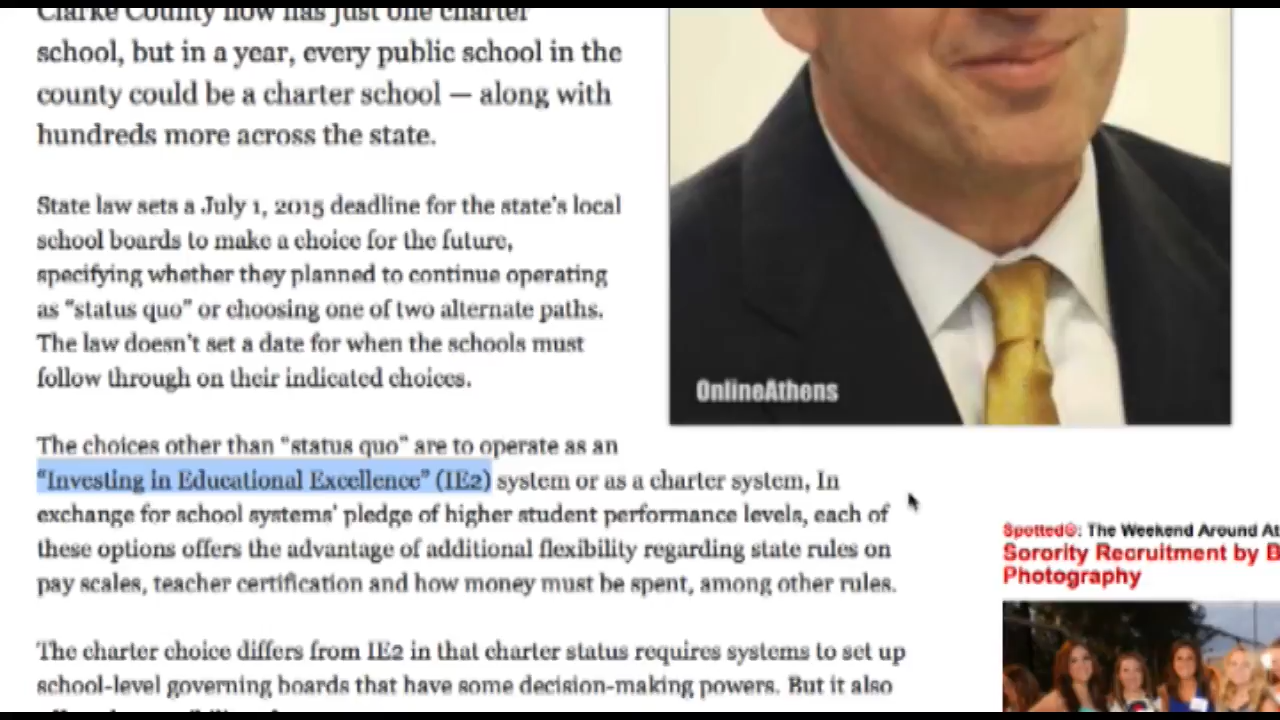 Clarke County now has just one charter
school, but in a year, every public school in the
county could be a charter school — along with
hundreds more across the state.
State law sets a July 1, 2015 deadline for the state's local
school boards to make a choice for the future,
specifying whether they planned to continue operating
as "status quo" or choosing one of two alternate paths.
The law doesn't set a date for when the schools must
follow through on their indicated choices.
OnlineAthens
The choices other than "status quo" are to operate as an
"Investing in Educational Excellence" (IE2) system or as a charter system, In
exchange for school systems' pledge of higher student performance levels, each of
these options offers the advantage of additional flexibility regarding state rules on
pay scales, teacher certification and how money must be spent, among other rules.
The charter choice differs from IE2 in that charter status requires systems to set up
school-level governing boards that have some decision-making powers. But it also
Spotted®: The Weekend Around At
Sorority Recruitment by B
Photography